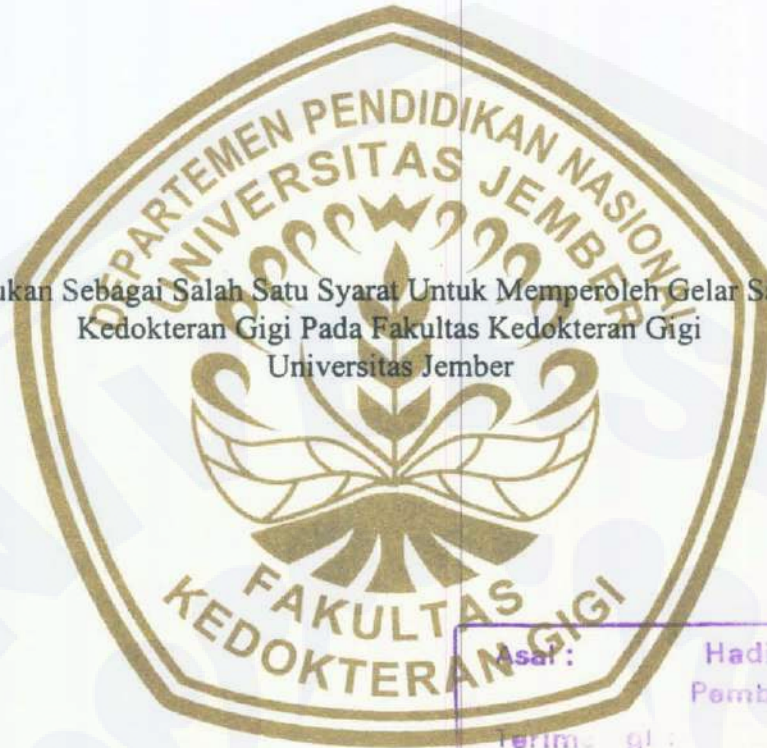 DEPARTEMEN PENDIDIKAN NASIONAL
UNIVERSITAS JEMBER
Sebagai Salah Satu Syarat Untuk Memperoleh Gelar
Kedokteran Gigi Pada Fakultas Kedokteran Gigi
Universitas Jember
FAKULTAS
KEDOKTERAN GIGI
Asal :